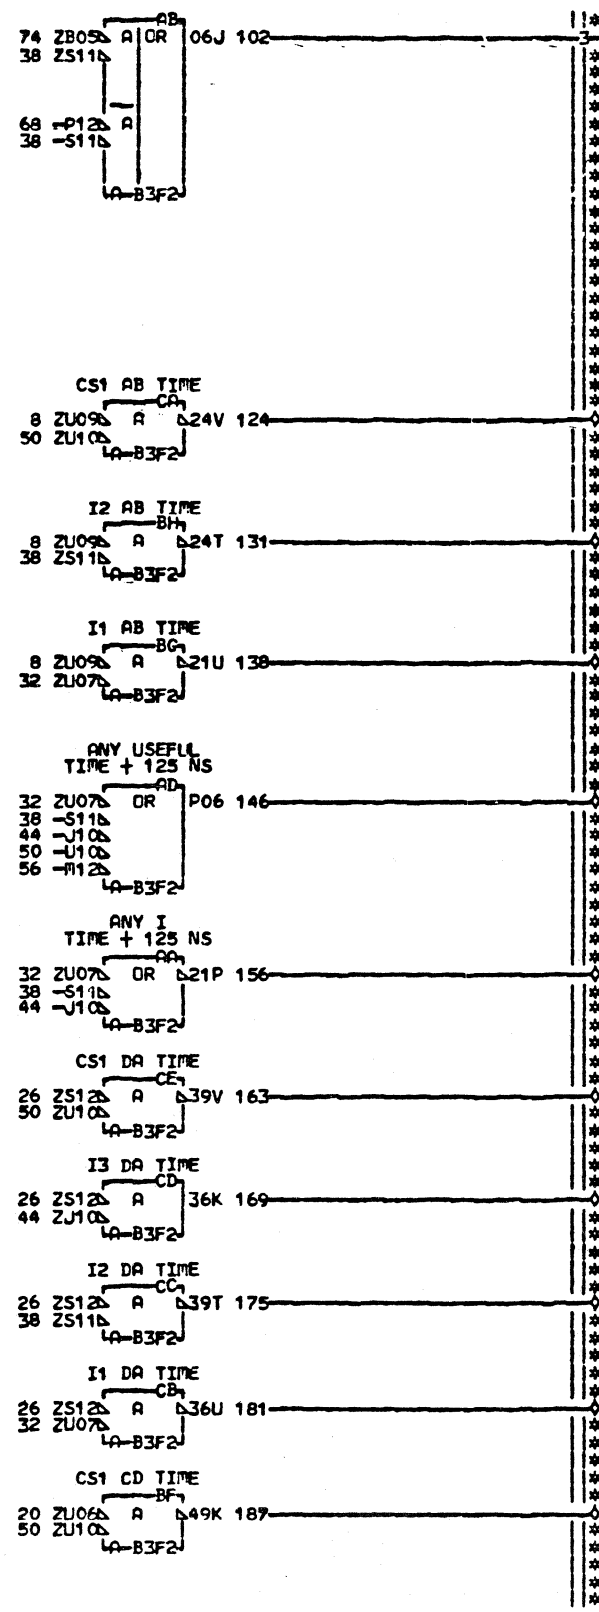 AB
74 ZB05 A OR 06J 102 3
38 ZS11
68 -P12 A
38 -S11
A-B3F2
CS1 AB TIME
CA
8 ZU09 A 24V 124
50 ZU10
A-B3F2
I2 AB TIME
BH
8 ZU09 A 24T 131
38 ZS11
A-B3F2
I1 AB TIME
BG
8 ZU09 A 21U 138
32 ZU07
A-B3F2
ANY USEFUL
TIME + 125 NS
AD
32 ZU07 OR P06 146
38 -S11
44 -J10
50 -U10
56 -M12
A-B3F2
ANY I
TIME + 125 NS
AA
32 ZU07 OR 21P 156
38 -S11
44 -J10
A-B3F2
CS1 DA TIME
CE
26 ZS12 A 39V 163
50 ZU10
A-B3F2
I3 DA TIME
CD
26 ZS12 A 36K 169
44 ZJ10
A-B3F2
I2 DA TIME
CC
26 ZS12 A 39T 175
38 ZS11
A-B3F2
I1 DA TIME
CB
26 ZS12 A 36U 181
32 ZU07
A-B3F2
CS1 CD TIME
BF
20 ZU06 A 49K 187
50 ZU10
A-B3F2